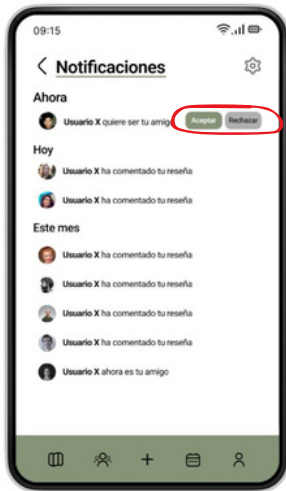 09:15
Notificaciones
Ahora
Usuario X quiere ser tu amigo Aceptar Rechazar
Hoy
Usuario X ha comentado tu reseña
Usuario X ha comentado tu reseña
Este mes
Usuario X ha comentado tu reseña
Usuario X ha comentado tu reseña
Usuario X ha comentado tu reseña
Usuario X ha comentado tu reseña
Usuario X ahora es tu amigo